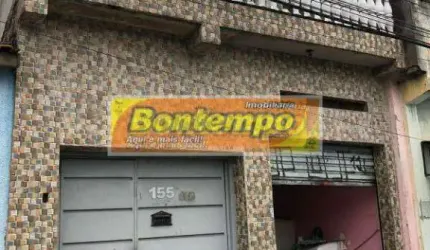 Imobiliária
Bontempo
Aqui é mais fácil!
155